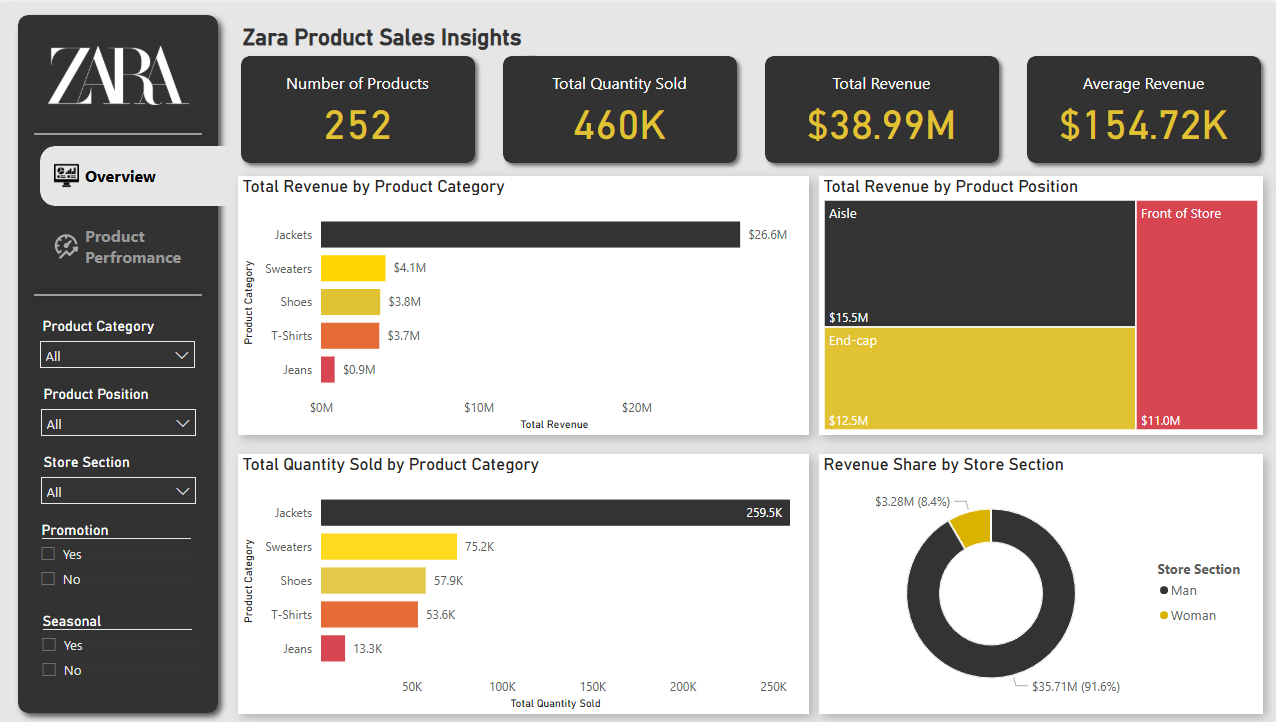 ZARA
Overview
Product
Perfromance
Product Category
All
Product Position
All
Store Section
All
Promotion
Yes
No
Seasonal
Yes
No
Zara Product Sales Insights
Number of Products
252
Total Quantity Sold
460K
Total Revenue
$38.99M
Average Revenue
$154.72K
Total Revenue by Product Category
Product Category
Jackets $26.6M
Sweaters $4.1M
Shoes $3.8M
T-Shirts $3.7M
Jeans $0.9M
$0M $10M $20M
Total Revenue
Total Revenue by Product Position
Aisle
$15.5M
End-cap
$12.5M
Front of Store
$11.0M
Total Quantity Sold by Product Category
Product Category
Jackets 259.5K
Sweaters 75.2K
Shoes 57.9K
T-Shirts 53.6K
Jeans 13.3K
50K 100K 150K 200K 250K
Total Quantity Sold
Revenue Share by Store Section
$3.28M (8.4%)
$35.71M (91.6%)
Store Section
Man
Woman